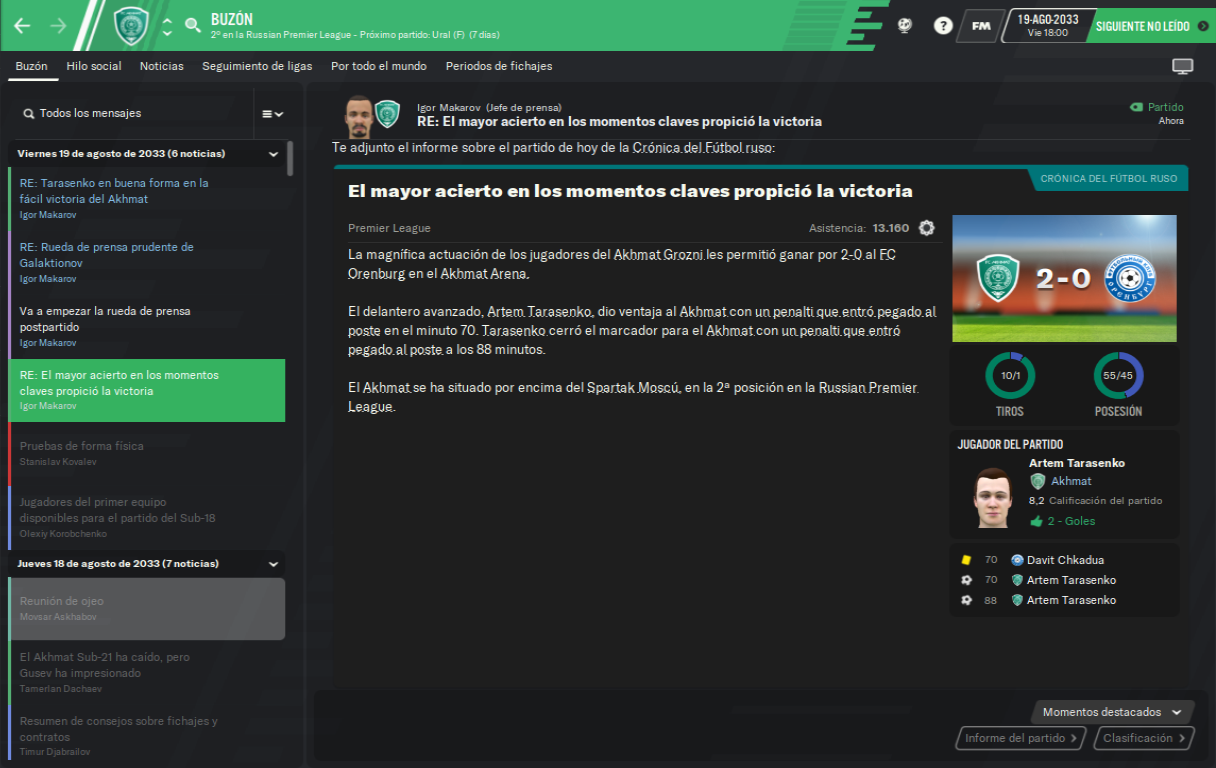 BUZÓN
2º en la Russian Premier League - Próximo partido: Ural (F) (7 días)
?
FM
19-AGO-2033
Vie 18:00
SIGUIENTE NO LEÍDO
Buzón
Hilo social
Noticias
Seguimiento de ligas
Por todo el mundo
Periodos de fichajes
Todos los mensajes
Viernes 19 de agosto de 2033 (6 noticias)
RE: Tarasenko en buena forma en la
fácil victoria del Akhmat
Igor Makarov
RE: Rueda de prensa prudente de
Galaktionov
Igor Makarov
Va a empezar la rueda de prensa
postpartido
Igor Makarov
RE: El mayor acierto en los momentos
claves propició la victoria
Igor Makarov
Pruebas de forma física
Stanislav Kovalev
Jugadores del primer equipo
disponibles para el partido del Sub-18
Olexiy Korobchenko
Jueves 18 de agosto de 2033 (7 noticias)
Reunión de ojeo
Movsar Askhabov
El Akhmat Sub-21 ha caído, pero
Gusev ha impresionado
Tamerlan Dachaev
Resumen de consejos sobre fichajes y
contratos
Timur Djabrailov
Igor Makarov (Jefe de prensa)
RE: El mayor acierto en los momentos claves propició la victoria
Partido
Ahora
Te adjunto el informe sobre el partido de hoy de la Crónica del Fútbol ruso:
CRÓNICA DEL FÚTBOL RUSO
El mayor acierto en los momentos claves propició la victoria
Premier League
Asistencia: 13.160
La magnífica actuación de los jugadores del Akhmat Grozni les permitió ganar por 2-0 al FC
Orenburg en el Akhmat Arena.
El delantero avanzado, Artem Tarasenko, dio ventaja al Akhmat con un penalti que entró pegado al
poste en el minuto 70. Tarasenko cerró el marcador para el Akhmat con un penalti que entró
pegado al poste a los 88 minutos.
El Akhmat se ha situado por encima del Spartak Moscú, en la 2ª posición en la Russian Premier
League.
2-0
10/1
TIROS
55/45
POSESIÓN
JUGADOR DEL PARTIDO
Artem Tarasenko
Akhmat
8,2 Calificación del partido
2 - Goles
70 Davit Chkadua
70 Artem Tarasenko
88 Artem Tarasenko
Momentos destacados
Informe del partido
Clasificación